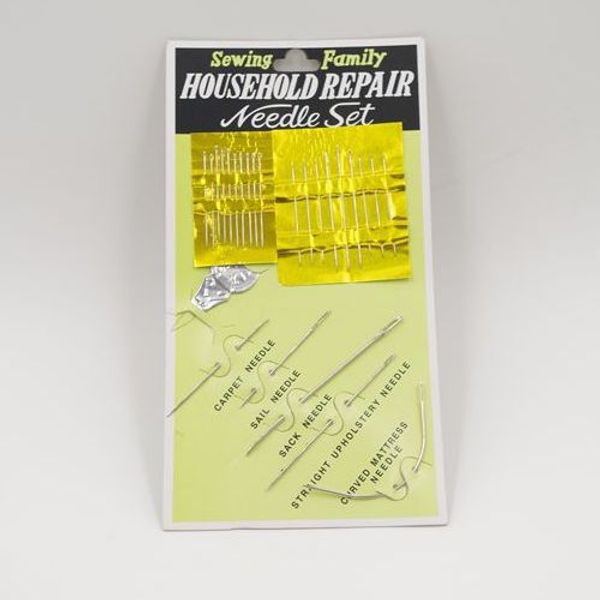 Sewing Family
HOUSEHOLD REPAIR
Needle Set
CARPET NEEDLE
SAIL NEEDLE
SACK NEEDLE
STRAIGHT UPHOLSTERY NEEDLE
CURVED MATTRESS
NEEDLE